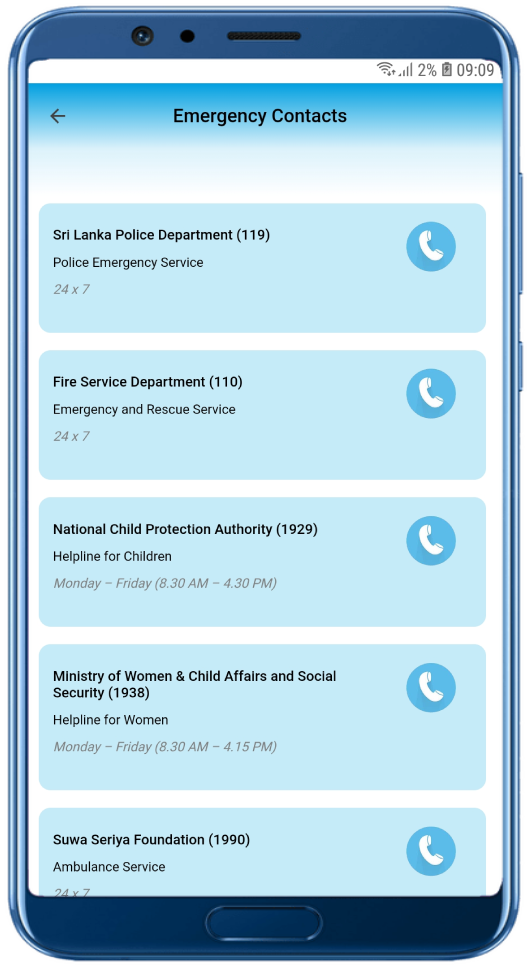 2% 09:09
Emergency Contacts
Sri Lanka Police Department (119)
Police Emergency Service
24 x 7
Fire Service Department (110)
Emergency and Rescue Service
24 x 7
National Child Protection Authority (1929)
Helpline for Children
Monday – Friday (8.30 AM – 4.30 PM)
Ministry of Women & Child Affairs and Social
Security (1938)
Helpline for Women
Monday – Friday (8.30 AM – 4.15 PM)
Suwa Seriya Foundation (1990)
Ambulance Service
24 x 7